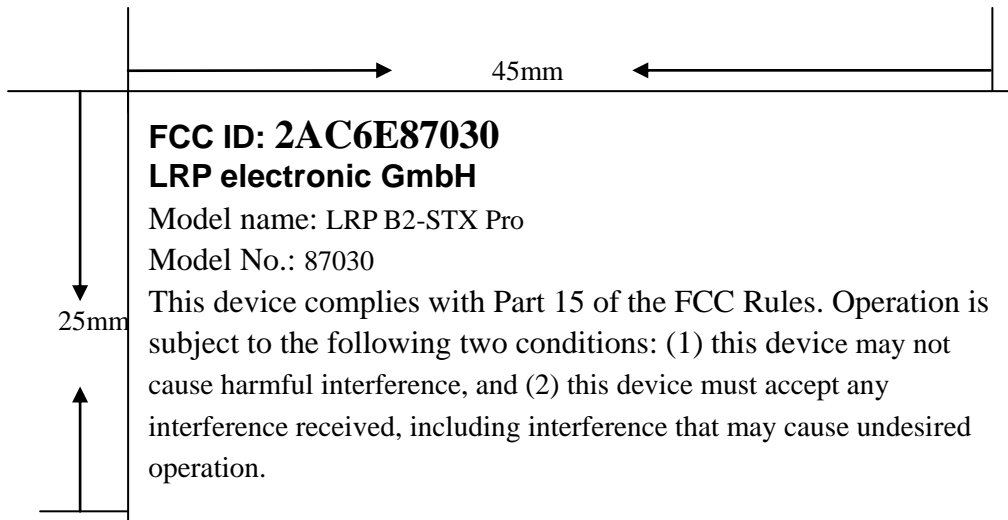 45mm
FCC ID: 2AC6E87030
LRP electronic GmbH
Model name: LRP B2-STX Pro
Model No.: 87030
This device complies with Part 15 of the FCC Rules. Operation is
25mm
subject to the following two conditions: (1) this device may not
cause harmful interference, and (2) this device must accept any
interference received, including interference that may cause undesired
operation.